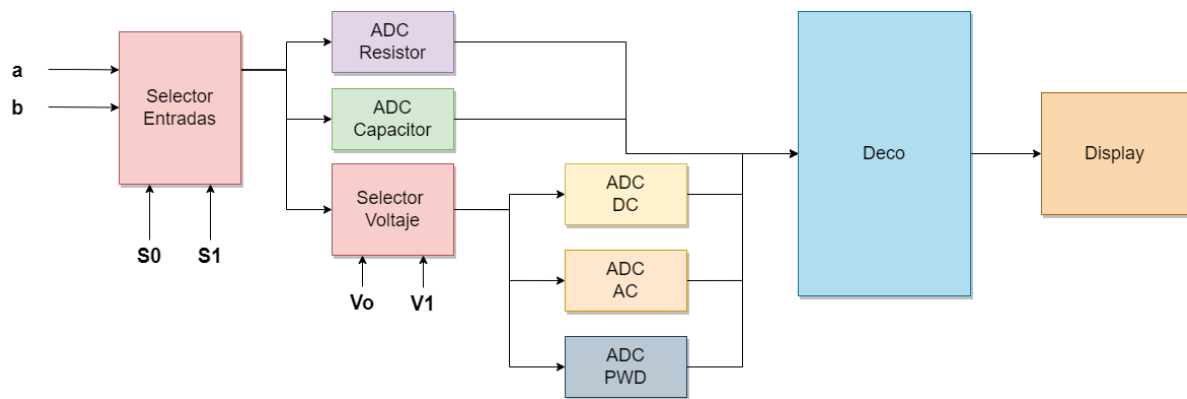 a
b
Selector
Entradas
S0
S1
ADC
Resistor
ADC
Capacitor
Selector
Voltaje
Vo
V1
ADC
DC
ADC
AC
ADC
PWD
Deco
Display